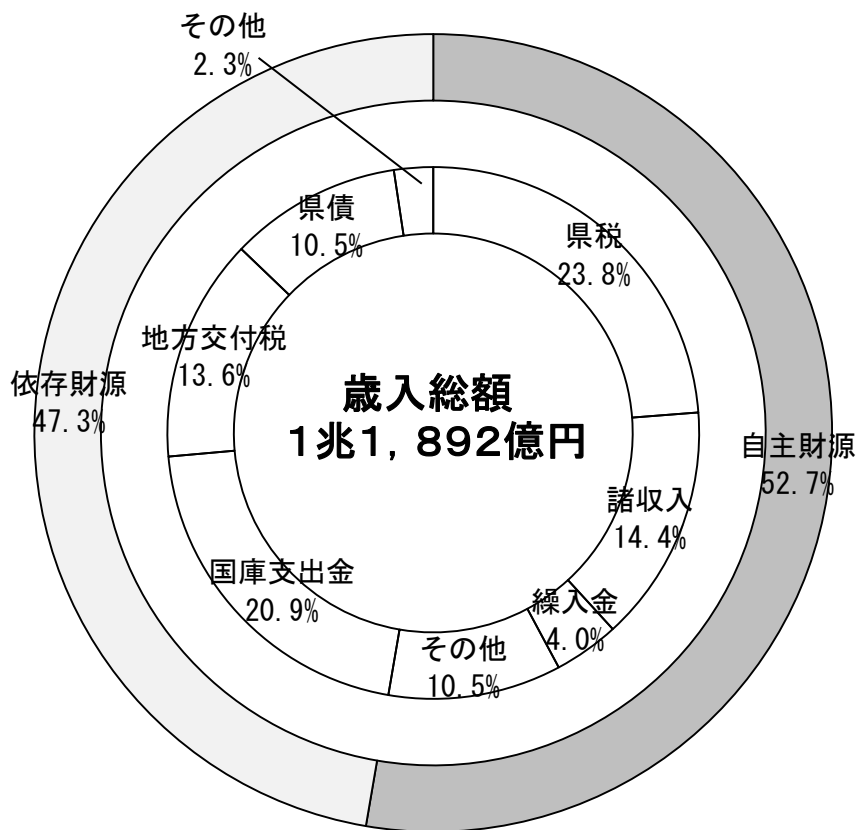 その他
2.3%
県債
10.5%
県税
23.8%
地方交付税
13.6%
依存財源
47.3%
歳入総額
1兆1，892億円
自主財源
52.7%
諸収入
14.4%
国庫支出金
20.9%
繰入金
4.0%
その他
10.5%